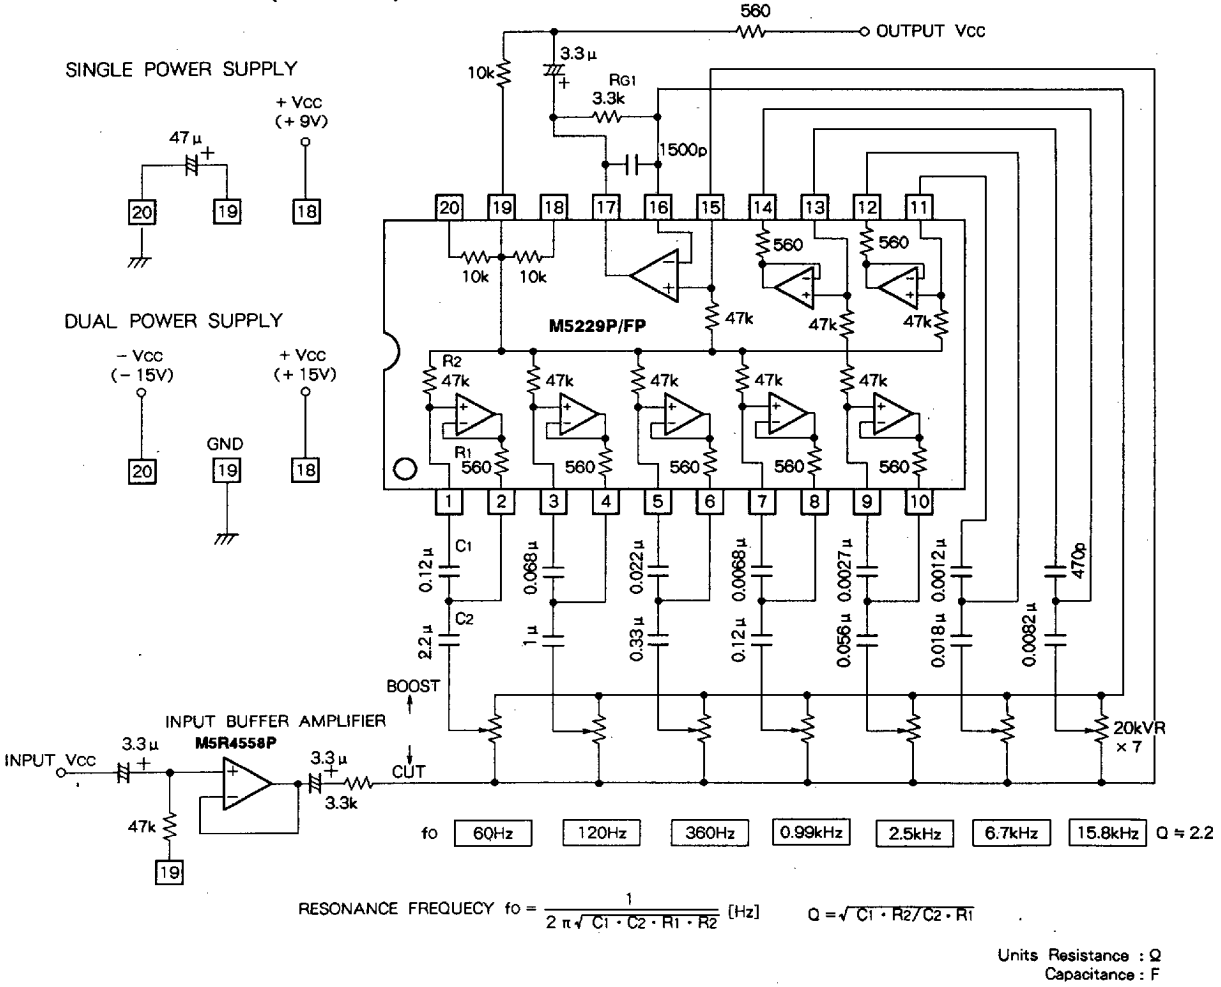 560
OUTPUT Vcc
SINGLE POWER SUPPLY
10k
3.3μ
+
RG1
3.3k
+ Vcc
(+ 9V)
47μ
+
1500p
20
19
18
20
19
18
17
16
15
14
13
12
11
560
560
10k
10k
−
+
−
+
−
+
M5229P/FP
47k
47k
47k
DUAL POWER SUPPLY
− Vcc
(− 15V)
+ Vcc
(+ 15V)
R2
47k
47k
47k
47k
47k
+
−
+
−
+
−
+
−
+
−
GND
R1
560
560
560
560
560
20
19
18
1
2
3
4
5
6
7
8
9
10
0.12μ
C1
0.068μ
0.022μ
0.0068μ
0.0027μ
0.0012μ
470p
2.2μ
C2
1μ
0.33μ
0.12μ
0.056μ
0.018μ
0.0082μ
BOOST
INPUT BUFFER AMPLIFIER
M5R4558P
20kVR
× 7
INPUT Vcc
3.3μ
+
+
−
3.3μ
+
3.3k
CUT
47k
19
fo 60Hz 120Hz 360Hz 0.99kHz 2.5kHz 6.7kHz 15.8kHz Q ≒ 2.2
RESONANCE FREQUECY fo = 1 / 2 π√ C1 · C2 · R1 · R2 [Hz] Q =√ C1 · R2/C2 · R1
Units Resistance : Ω
Capacitance : F